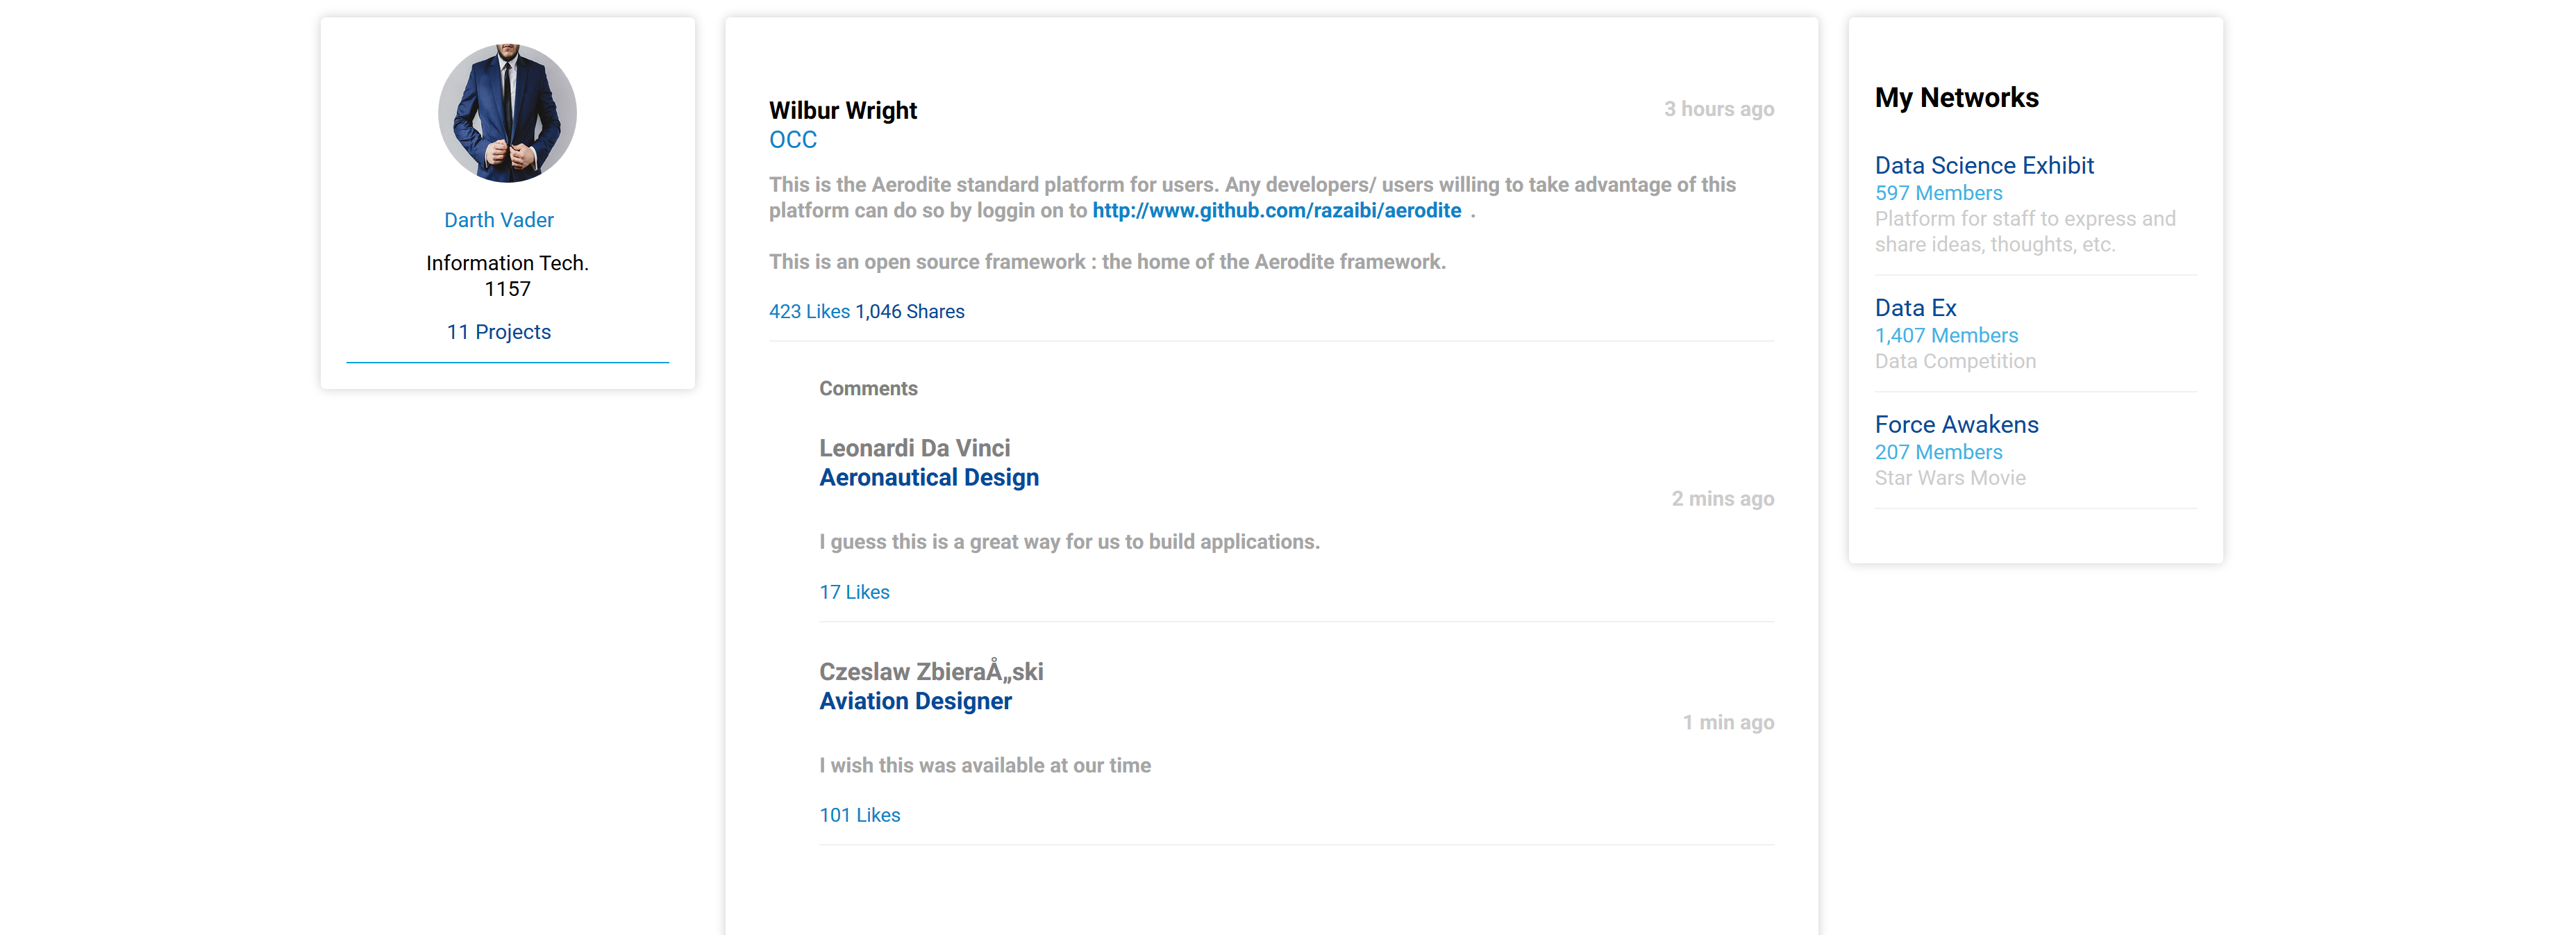 Darth Vader
Information Tech.
1157
11 Projects
Wilbur Wright
3 hours ago
OCC
This is the Aerodite standard platform for users. Any developers/ users willing to take advantage of this
platform can do so by loggin on to http://www.github.com/razaibi/aerodite .
This is an open source framework : the home of the Aerodite framework.
423 Likes 1,046 Shares
Comments
Leonardi Da Vinci
Aeronautical Design
2 mins ago
I guess this is a great way for us to build applications.
17 Likes
Czeslaw ZbieraÅ„ski
Aviation Designer
1 min ago
I wish this was available at our time
101 Likes
My Networks
Data Science Exhibit
597 Members
Platform for staff to express and
share ideas, thoughts, etc.
Data Ex
1,407 Members
Data Competition
Force Awakens
207 Members
Star Wars Movie